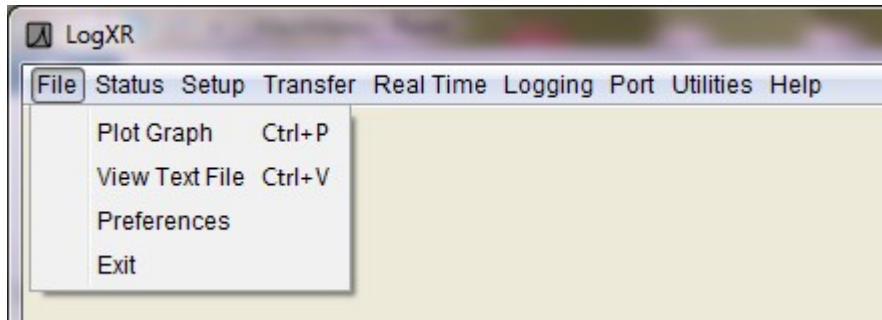 LogXR
File Status Setup Transfer Real Time Logging Port Utilities Help
Plot Graph Ctrl+P
View Text File Ctrl+V
Preferences
Exit